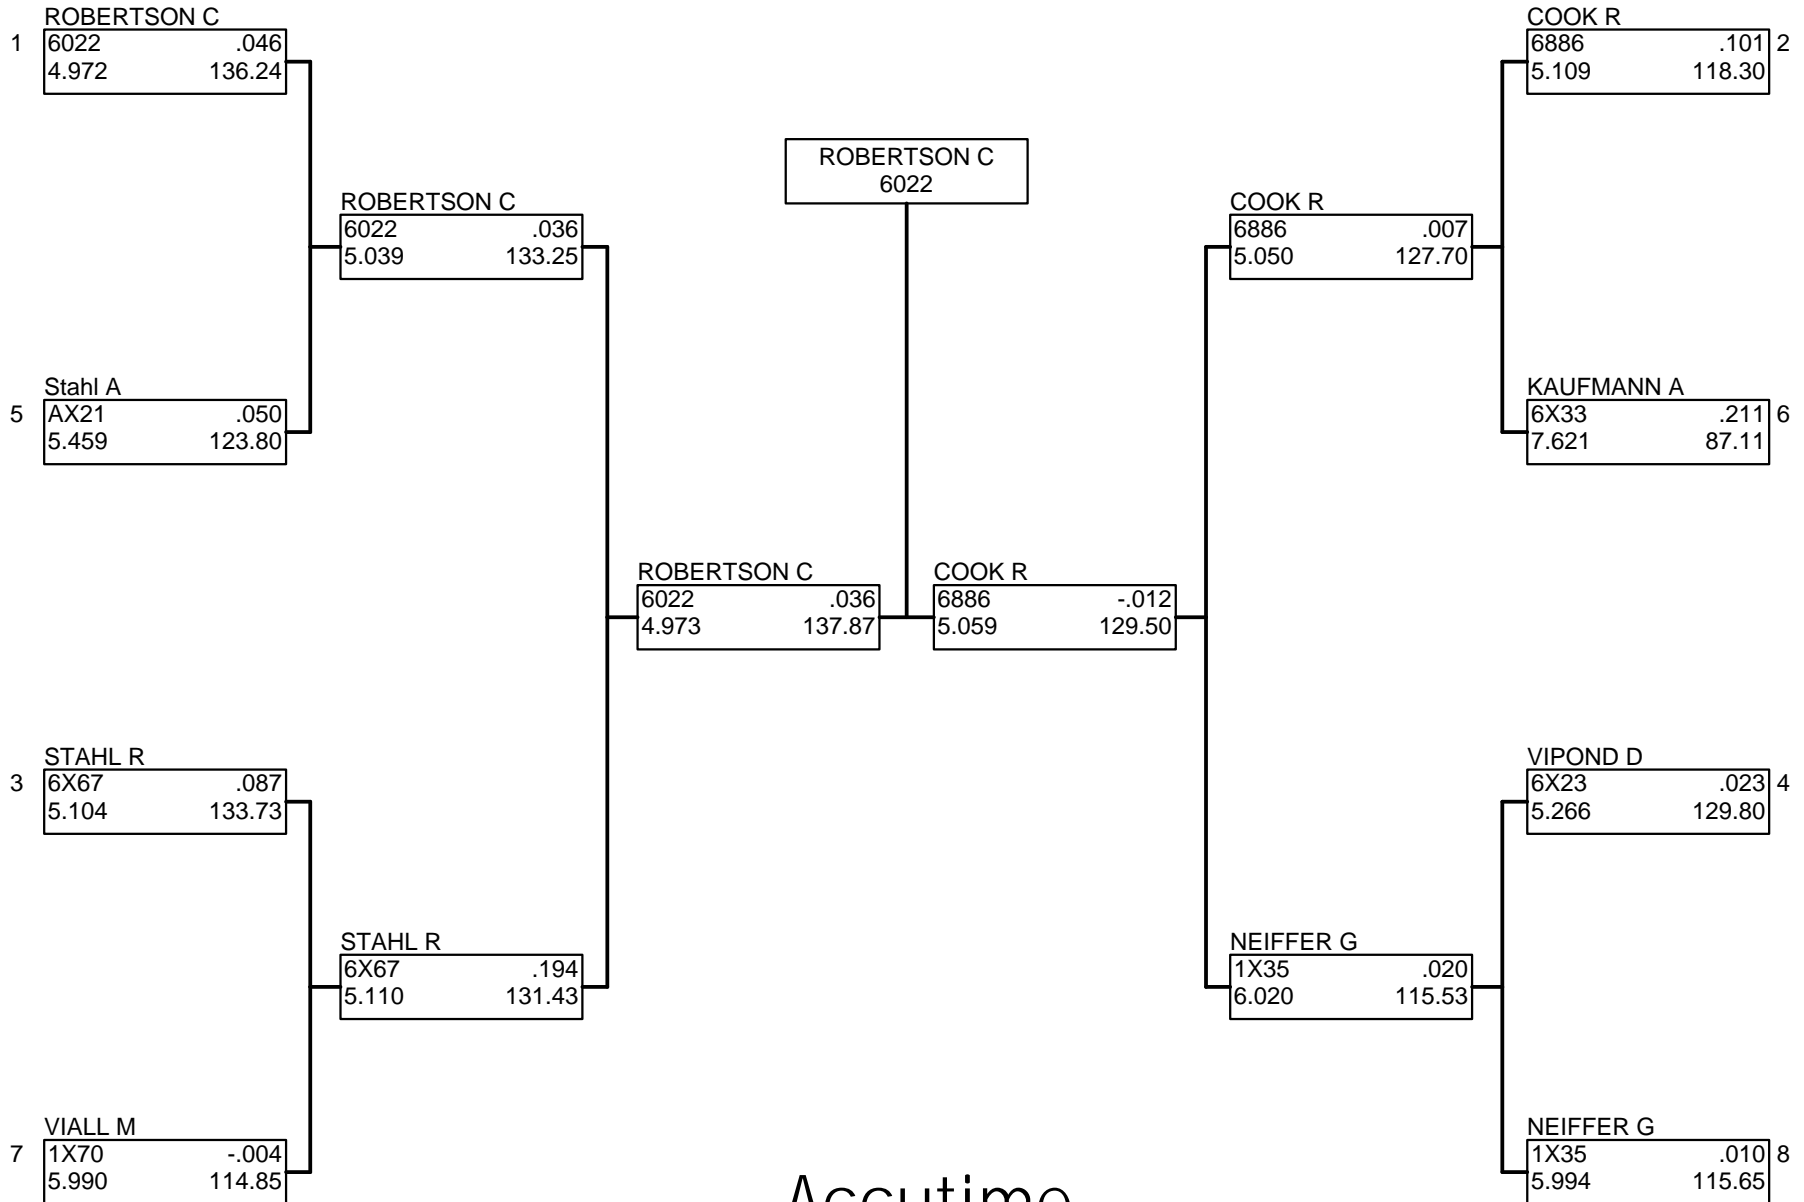 ROBERTSON C
1
6022 .046
4.972 136.24
Stahl A
5
AX21 .050
5.459 123.80
STAHL R
3
6X67 .087
5.104 133.73
VIALL M
7
1X70 -.004
5.990 114.85
ROBERTSON C
6022 .036
5.039 133.25
STAHL R
6X67 .194
5.110 131.43
ROBERTSON C
6022 .036
4.973 137.87
ROBERTSON C
6022
COOK R
6886 -.012
5.059 129.50
COOK R
6886 .007
5.050 127.70
NEIFFER G
1X35 .020
6.020 115.53
COOK R
6886 .101
2
5.109 118.30
KAUFMANN A
6X33 .211
6
7.621 87.11
VIPOND D
6X23 .023
4
5.266 129.80
NEIFFER G
1X35 .010
8
5.994 115.65
Accutime